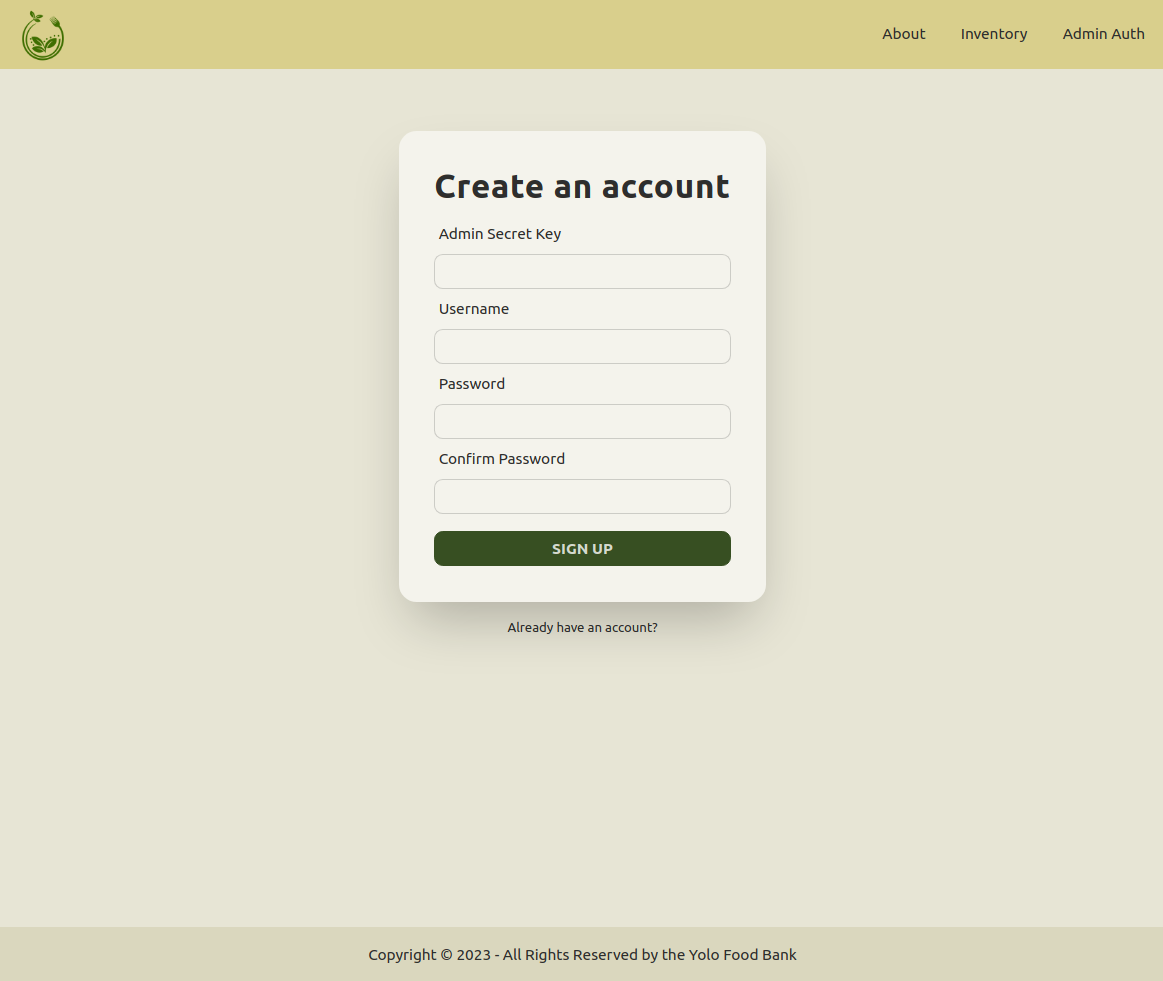 About
Inventory
Admin Auth
Create an account
Admin Secret Key
Username
Password
Confirm Password
SIGN UP
Already have an account?
Copyright © 2023 - All Rights Reserved by the Yolo Food Bank